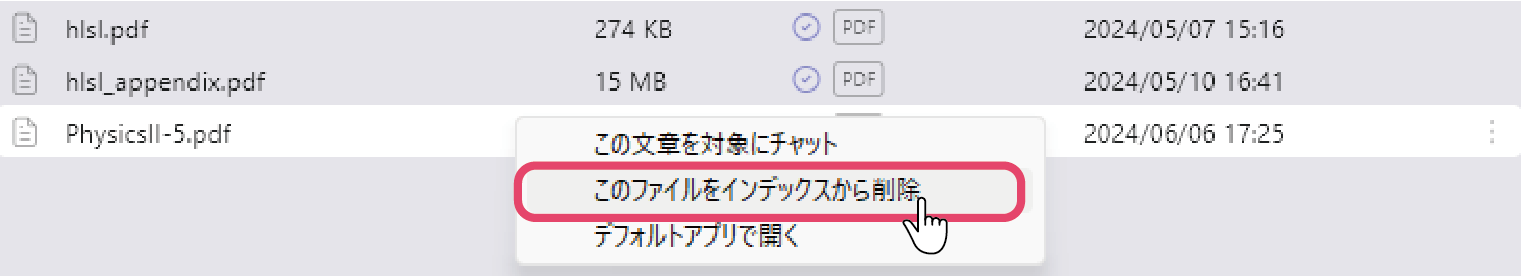 hlsl.pdf 274 KB PDF 2024/05/07 15:16
hlsl_appendix.pdf 15 MB PDF 2024/05/10 16:41
PhysicsII-5.pdf 2024/06/06 17:25
この文章を対象にチャット
このファイルをインデックスから削除
デフォルトアプリで開く